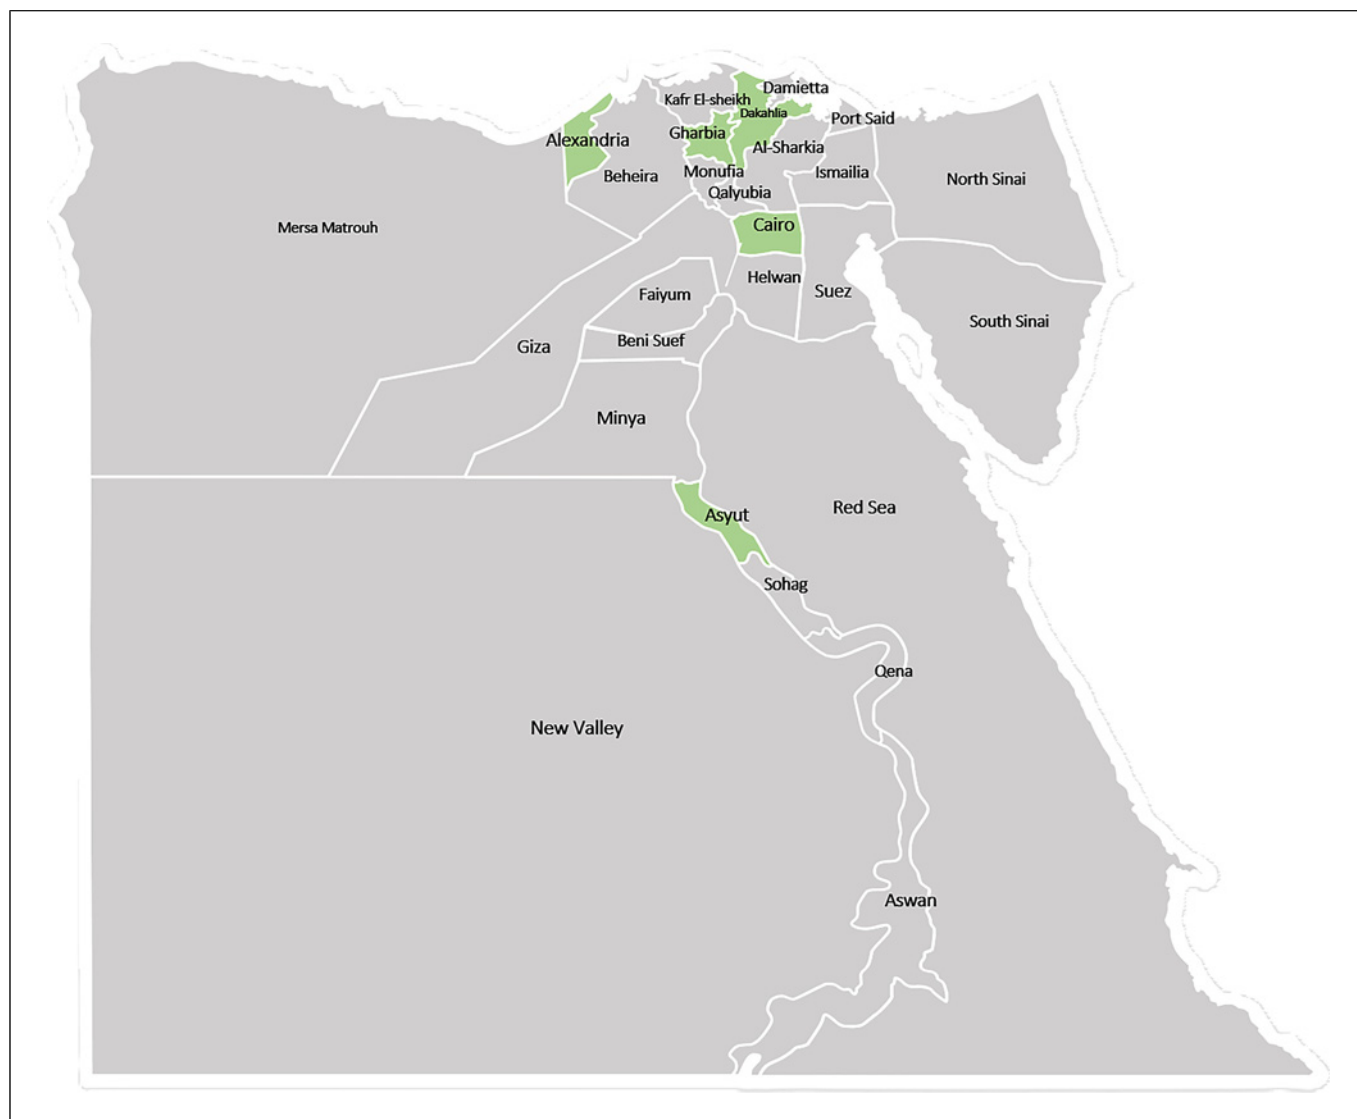 Damietta
Kafr El-sheikh
Dakahlia
Port Said
Gharbia
Alexandria
Al-Sharkia
Monufia
Ismailia
Beheira
North Sinai
Qalyubia
Mersa Matrouh
Cairo
Helwan
Suez
Faiyum
South Sinai
Beni Suef
Giza
Minya
Asyut
Red Sea
Sohag
Qena
New Valley
Aswan